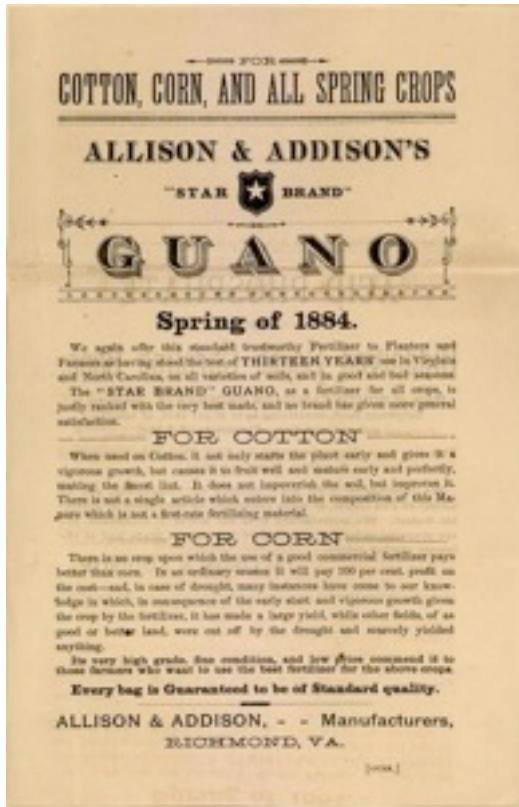 FOR
COTTON, CORN, AND ALL SPRING CROPS
ALLISON & ADDISON'S
"STAR BRAND"
GUANO
Spring of 1884.
We again offer this standard trustworthy Fertilizer to Planters and
Farmers as having stood the test of THIRTEEN YEARS' use in Virginia
and North Carolina, on all varieties of soils, and in good and bad seasons.
The "STAR BRAND" GUANO, as a fertilizer for all crops, is
justly ranked with the very best made, and no brand has given more general
satisfaction.
FOR COTTON
When used on Cotton, it not only starts the plant early and gives it a
vigorous growth, but causes it to fruit well and mature early and perfectly,
making the finest lint. It does not impoverish the soil, but improves it.
There is not a single article which enters into the composition of this Ma-
nure which is not a first-rate fertilizing material.
FOR CORN
There is no crop upon which the use of a good commercial fertilizer pays
better than corn. In an ordinary season it will pay 100 per cent. profit on
the cost—and, in case of drought, many instances have come to our know-
ledge in which, in consequence of the early start and vigorous growth given
the crop by the fertilizer, it has made a large yield, while other fields, of as
good or better land, were cut off by the drought and scarcely yielded
anything.
Its very high grade, fine condition, and low price commend it to
those farmers who want to use the best fertilizer for the above crops.
Every bag is Guaranteed to be of Standard quality.
ALLISON & ADDISON, - - Manufacturers,
RICHMOND, VA.
[OVER.]